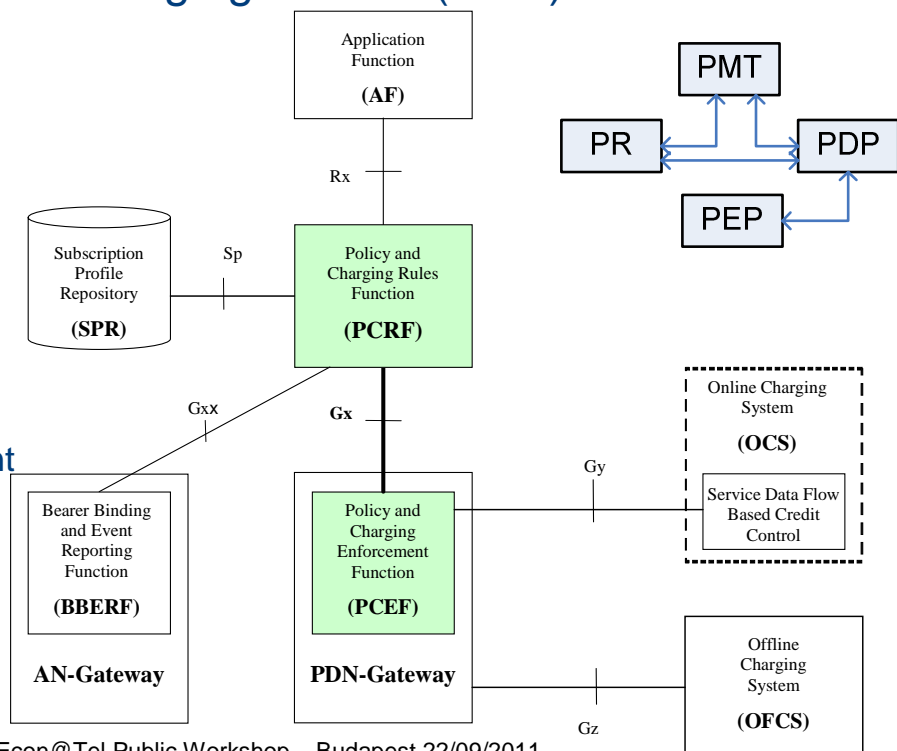 Application
Function
(AF)
PMT
PR
PDP
PEP
Rx
Subscription
Profile
Repository
(SPR)
Sp
Policy and
Charging Rules
Function
(PCRF)
Gxx
Gx
Online Charging
System
(OCS)
Service Data Flow
Based Credit
Control
Gy
Bearer Binding
and Event
Reporting
Function
(BBERF)
AN-Gateway
Policy and
Charging
Enforcement
Function
(PCEF)
PDN-Gateway
Offline
Charging
System
(OFCS)
Gz
Econ@Tel Public Workshop – Budapest 22/09/2011